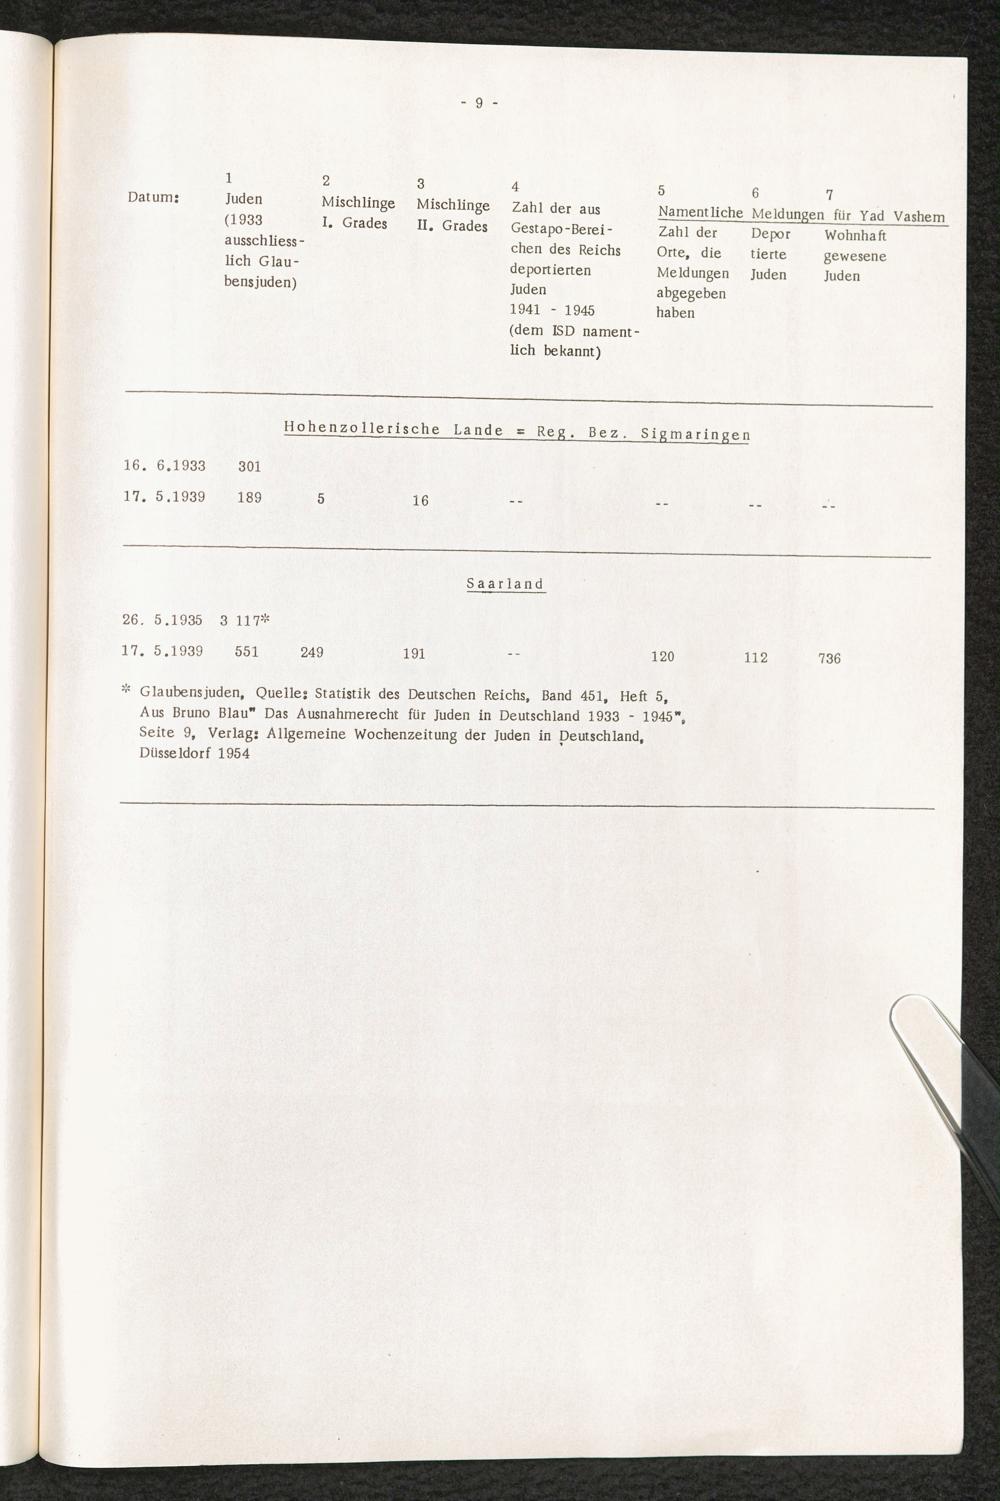 - 9 -
Datum:
1
Juden
(1933
ausschliess-
lich Glau-
bensjuden)
2
Mischlinge
I. Grades
3
Mischlinge
II. Grades
4
Zahl der aus
Gestapo-Berei-
chen des Reichs
deportierten
Juden
1941 - 1945
(dem ISD nament-
lich bekannt)
5 6 7
Namentliche Meldungen für Yad Vashem
Zahl der
Orte, die
Meldungen
abgegeben
haben
Depor
tierte
Juden
Wohnhaft
gewesene
Juden
Hohenzollerische Lande = Reg. Bez. Sigmaringen
16. 6.1933 301
17. 5.1939 189 5 16 -- -- -- --
Saarland
26. 5.1935 3 117*
17. 5.1939 551 249 191 -- 120 112 736
* Glaubensjuden, Quelle: Statistik des Deutschen Reichs, Band 451, Heft 5,
Aus Bruno Blau" Das Ausnahmerecht für Juden in Deutschland 1933 - 1945",
Seite 9, Verlag: Allgemeine Wochenzeitung der Juden in Deutschland,
Düsseldorf 1954